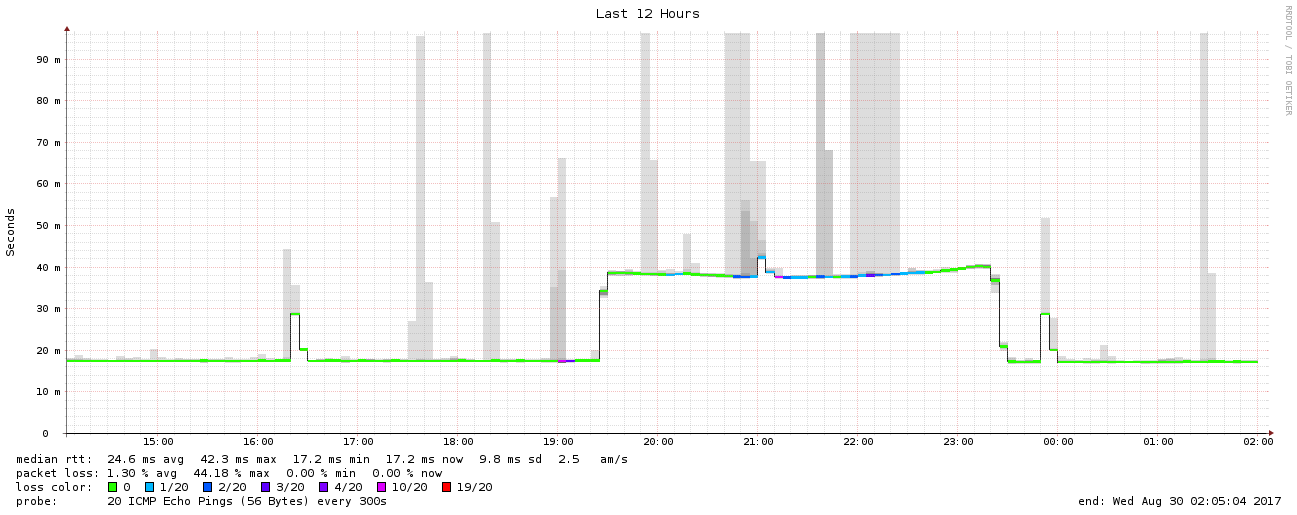 Last 12 Hours
RRDTOOL / TOBI OETIKER
Seconds
90 m
80 m
70 m
60 m
50 m
40 m
30 m
20 m
10 m
0
15:00 16:00 17:00 18:00 19:00 20:00 21:00 22:00 23:00 00:00 01:00 02:00
median rtt: 24.6 ms avg 42.3 ms max 17.2 ms min 17.2 ms now 9.8 ms sd 2.5 am/s
packet loss: 1.30 % avg 44.18 % max 0.00 % min 0.00 % now
loss color: 0 1/20 2/20 3/20 4/20 10/20 19/20
probe: 20 ICMP Echo Pings (56 Bytes) every 300s end: Wed Aug 30 02:05:04 2017